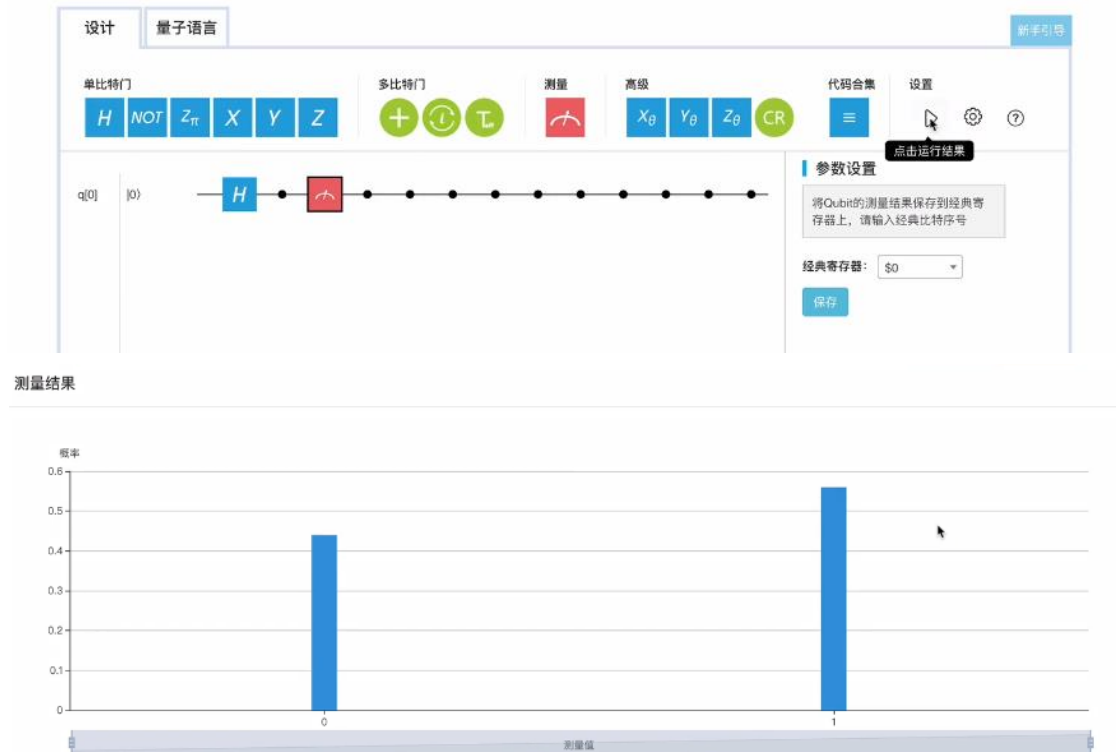 设计 量子语言 新手引导
单比特门 多比特门 测量 高级 代码合集 设置
H NOT Zπ X Y Z Xθ Yθ Zθ CR
点击运行结果
参数设置
q[0] |0⟩ H
将Qubit的测量结果保存到经典寄
存器上，请输入经典比特序号
经典寄存器： $0
保存
测量结果
概率
0.6
0.5
0.4
0.3
0.2
0.1
0
0 1
测量值